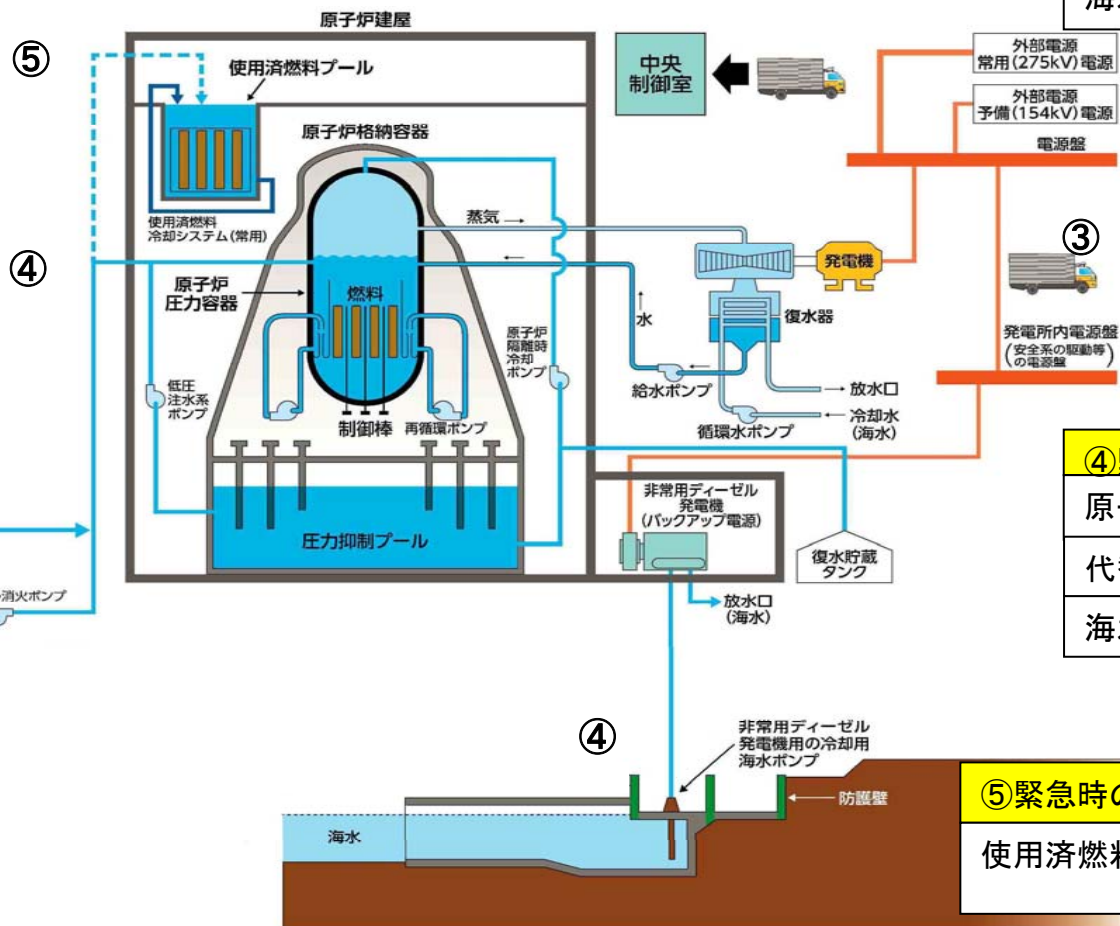 海水
原子炉建屋
⑤
使用済燃料プール
中央
制御室
外部電源
常用(275kV)電源
外部電源
予備(154kV)電源
電源盤
原子炉格納容器
使用済燃料
冷却システム(常用)
蒸気
③
④
発電機
原子炉
圧力容器
燃料
水
復水器
原子炉
隔離時
冷却
ポンプ
発電所内電源盤
(安全系の駆動等)
の電源盤
給水ポンプ
放水口
低圧
注水系
ポンプ
制御棒
再循環ポンプ
循環水ポンプ
冷却水
(海水)
④
原
非常用ディーゼル
発電機
(バックアップ電源)
圧力抑制プール
復水貯蔵
タンク
代
消火ポンプ
放水口
(海水)
海
④
非常用ディーゼル
発電機用の冷却用
海水ポンプ
防護壁
⑤緊急時の
海水
使用済燃料